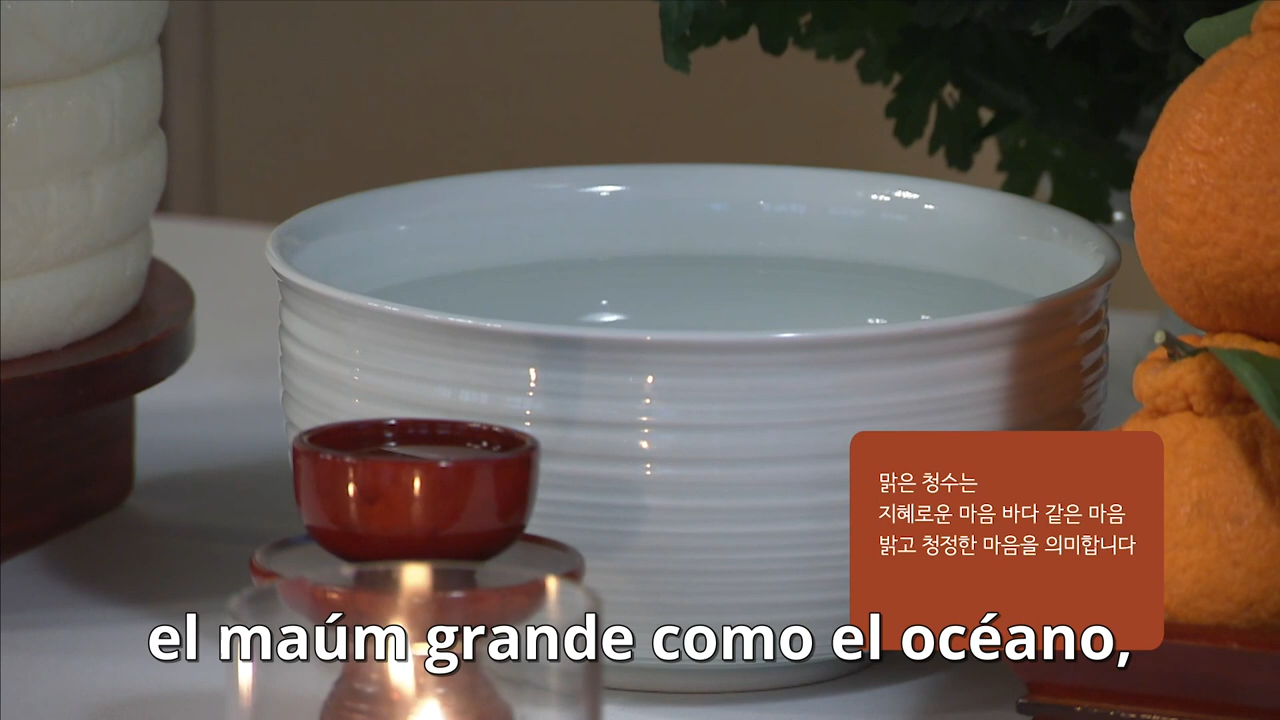 맑은 청수는
지혜로운 마음 바다 같은 마음
밝고 청정한 마음을 의미합니다
el maúm grande como el océano,